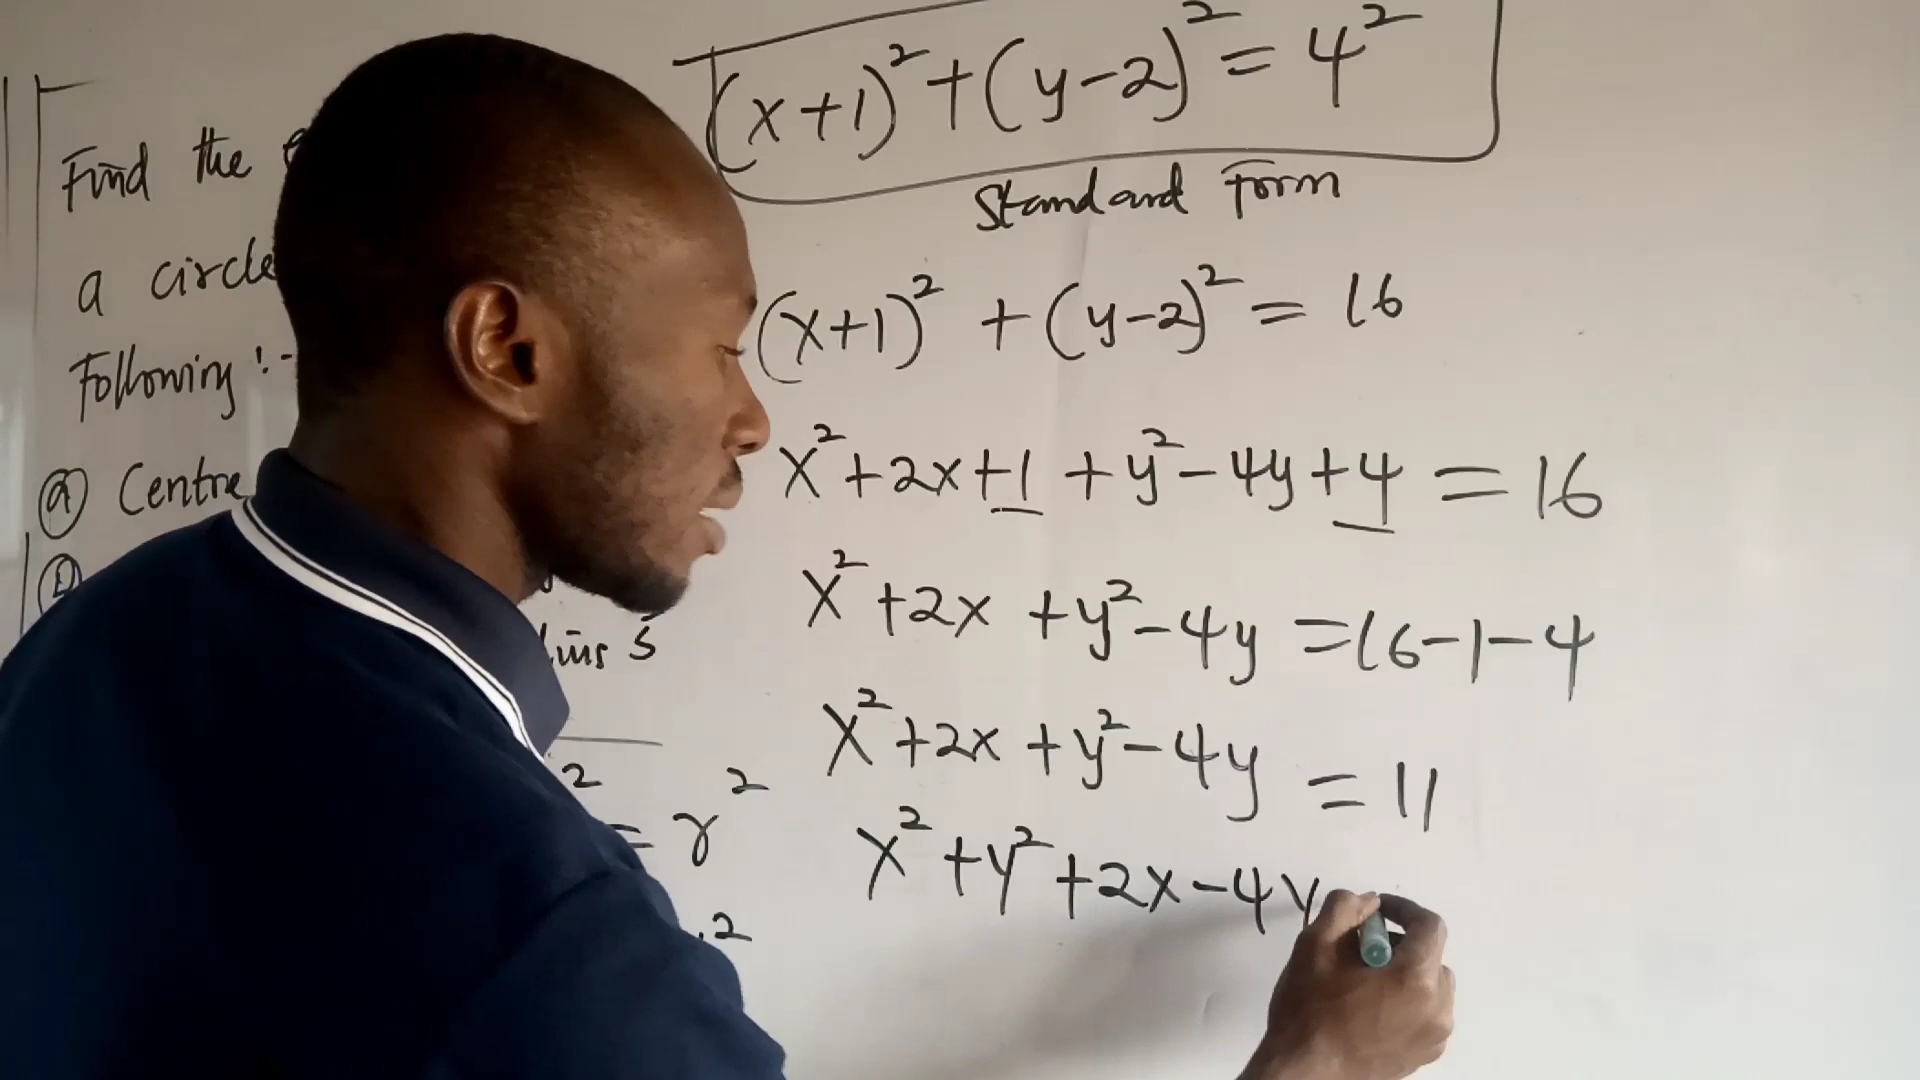 Find the
a circle
Following :-
(a) Centre
(b)
5
2 = r²
2
(x+1)² + (y-2)² = 4²
Standard Form
(x+1)² + (y-2)² = 16
x² + 2x + 1 + y² - 4y + 4 = 16
x² + 2x + y² - 4y = 16 - 1 - 4
x² + 2x + y² - 4y = 11
x² + y² + 2x - 4y